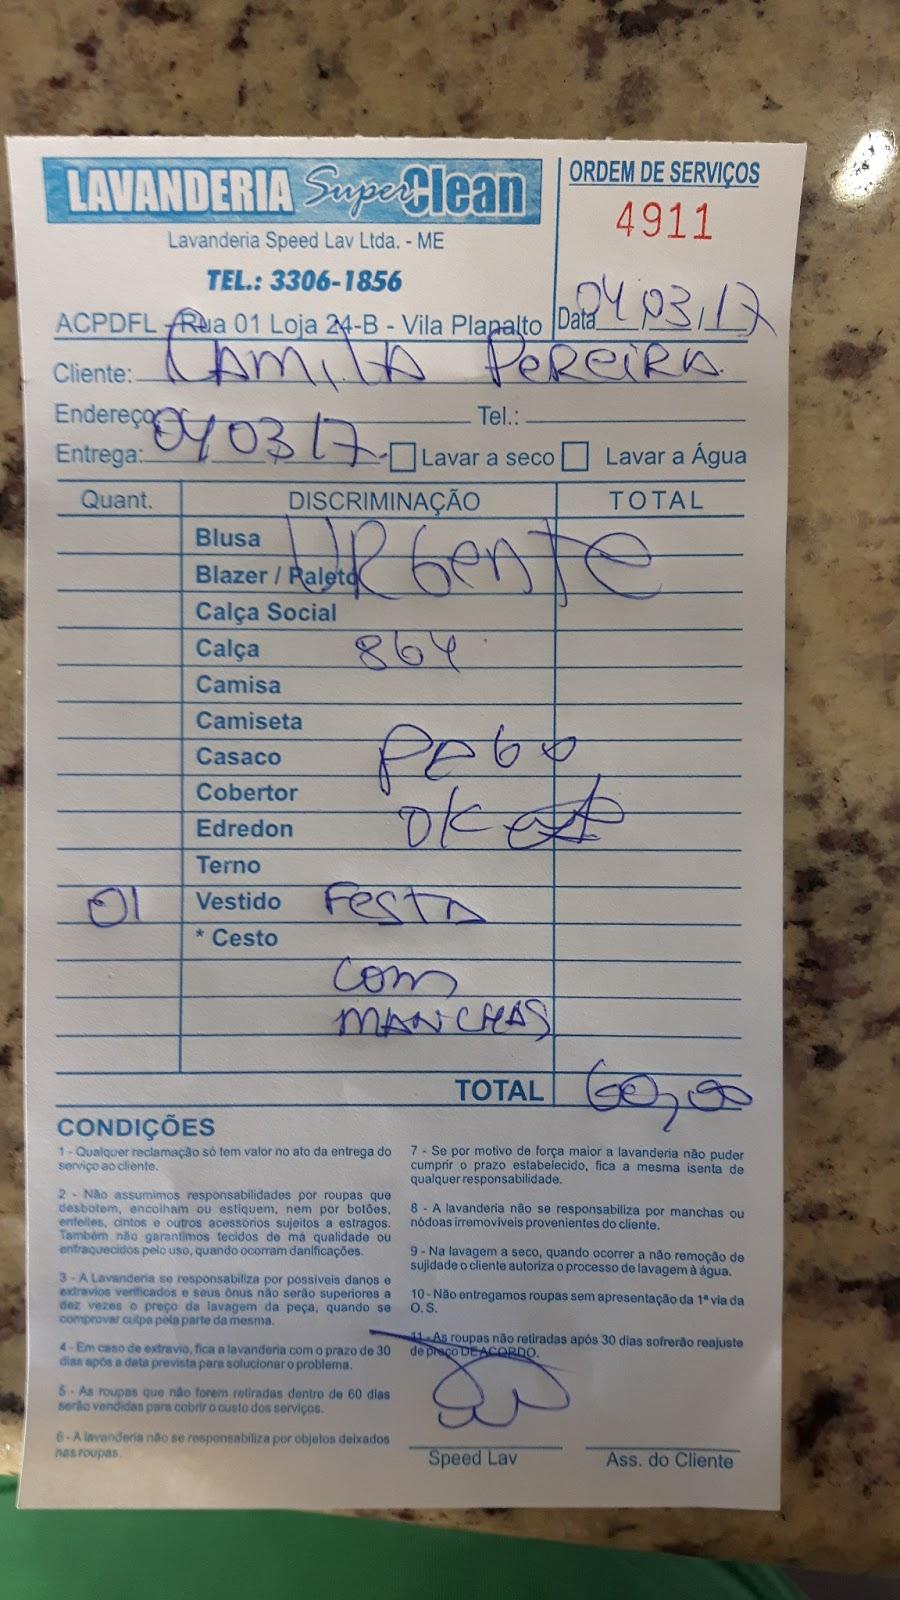 LAVANDERIA Super Clean
Lavanderia Speed Lav Ltda. - ME
TEL.: 3306-1856
ACPDFL - Rua 01 Loja 24-B - Vila Planalto
ORDEM DE SERVIÇOS
4911
Data 04/03/17
Cliente: CAMILA PEREIRA
Endereço: Tel.:
Entrega: 04/03/17 Lavar a seco Lavar a Água
Quant. DISCRIMINAÇÃO TOTAL
Blusa URGENTE
Blazer / Paletó
Calça Social
Calça 864
Camisa
Camiseta
Casaco PEGO
Cobertor
Edredon OK
Terno
01 Vestido FESTA
* Cesto
COM
MANCHAS
TOTAL 60,00
CONDIÇÕES
1 - Qualquer reclamação só tem valor no ato da entrega do
serviço ao cliente.
2 - Não assumimos responsabilidades por roupas que
desbotem, encolham ou estiquem, nem por botões,
enfeites, cintos e outros acessórios sujeitos a estragos.
Também não garantimos tecidos de má qualidade ou
enfraquecidos pelo uso, quando ocorram danificações.
3 - A Lavanderia se responsabiliza por possíveis danos e
extravios verificados e seus ônus não serão superiores a
dez vezes o preço da lavagem da peça, quando se
comprovar culpa pela parte da mesma.
4 - Em caso de extravio, fica a lavanderia com o prazo de 30
dias após a data prevista para solucionar o problema.
5 - As roupas que não forem retiradas dentro de 60 dias
serão vendidas para cobrir o custo dos serviços.
6 - A lavanderia não se responsabiliza por objetos deixados
nas roupas.
7 - Se por motivo de força maior a lavanderia não puder
cumprir o prazo estabelecido, fica a mesma isenta de
qualquer responsabilidade.
8 - A lavanderia não se responsabiliza por manchas ou
nódoas irremovíveis provenientes do cliente.
9 - Na lavagem a seco, quando ocorrer a não remoção de
sujidade o cliente autoriza o processo de lavagem à água.
10 - Não entregamos roupas sem apresentação da 1ª via da
O. S.
11 - As roupas não retiradas após 30 dias sofrerão reajuste
de preço DE ACORDO.
Speed Lav
Ass. do Cliente